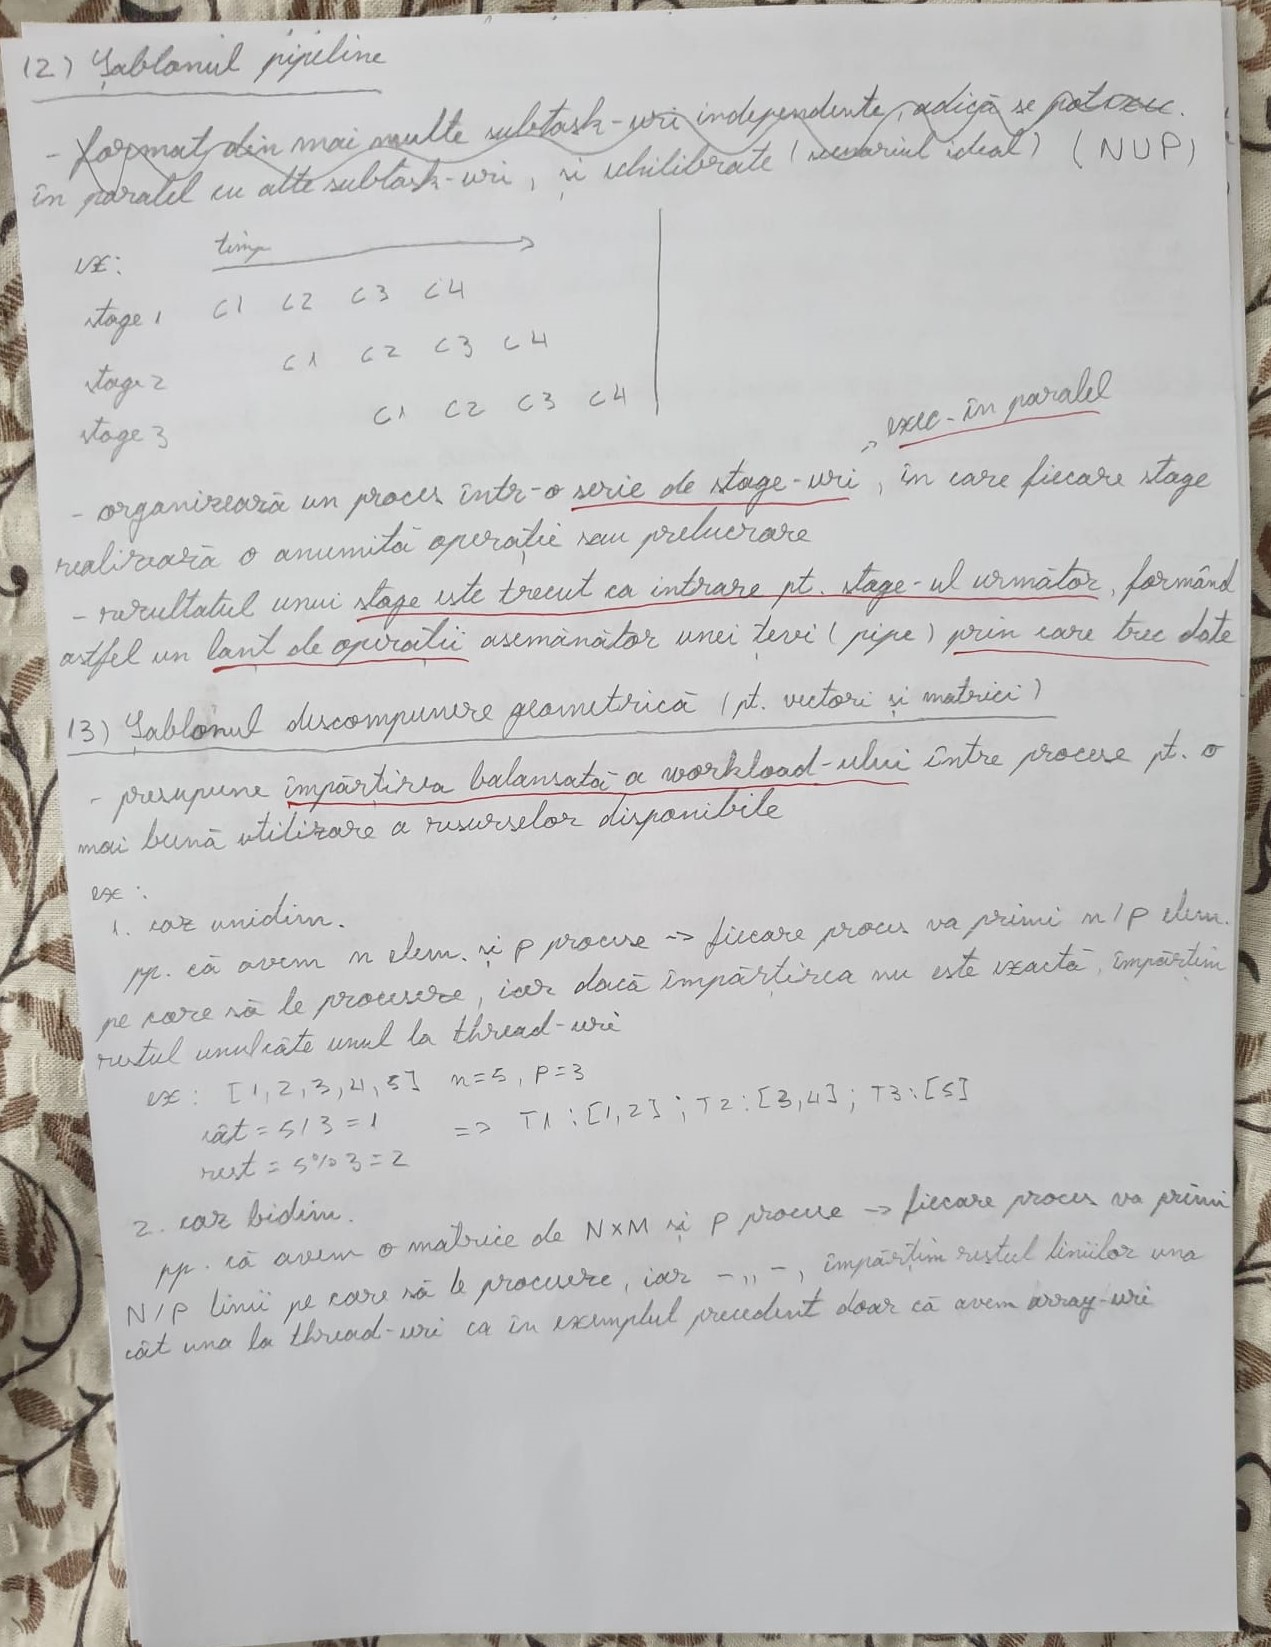 12) Șablonul pipeline
- format din mai multe subtask-uri independente, adică se pot exec.
în paralel cu alte subtask-uri, și echilibrate (scenariul ideal) (NUP)
ex: timp
stage 1 C1 C2 C3 C4
stage 2 C1 C2 C3 C4
stage 3 C1 C2 C3 C4
exec. în paralel
- organizează un proces într-o serie de stage-uri, în care fiecare stage
realizează o anumită operație sau prelucrare
- rezultatul unui stage este trecut ca intrare pt. stage-ul următor, formând
astfel un lanț de operații asemănător unei țevi (pipe) prin care trec date
13) Șablonul descompunere geometrică (pt. vectori și matrici)
- presupune împărțirea balansată a workload-ului între procese pt. o
mai bună utilizare a resurselor disponibile
ex:
1. caz unidim.
pp. că avem n elem. și P procese => fiecare proces va primi n/P elem.
pe care să le proceseze, iar dacă împărțirea nu este exactă, împărțim
restul unul câte unul la thread-uri
ex: [1,2,3,4,5] n=5, P=3
cât = 5/3 = 1 => T1: [1,2]; T2: [3,4]; T3: [5]
rest = 5%3 = 2
2. caz bidim.
pp. că avem o matrice de NxM și P procese -> fiecare proces va primi
N/P linii pe care să le proceseze, iar -,,-, împărțim restul liniilor una
cât una la thread-uri ca în exemplul precedent doar că avem array-uri